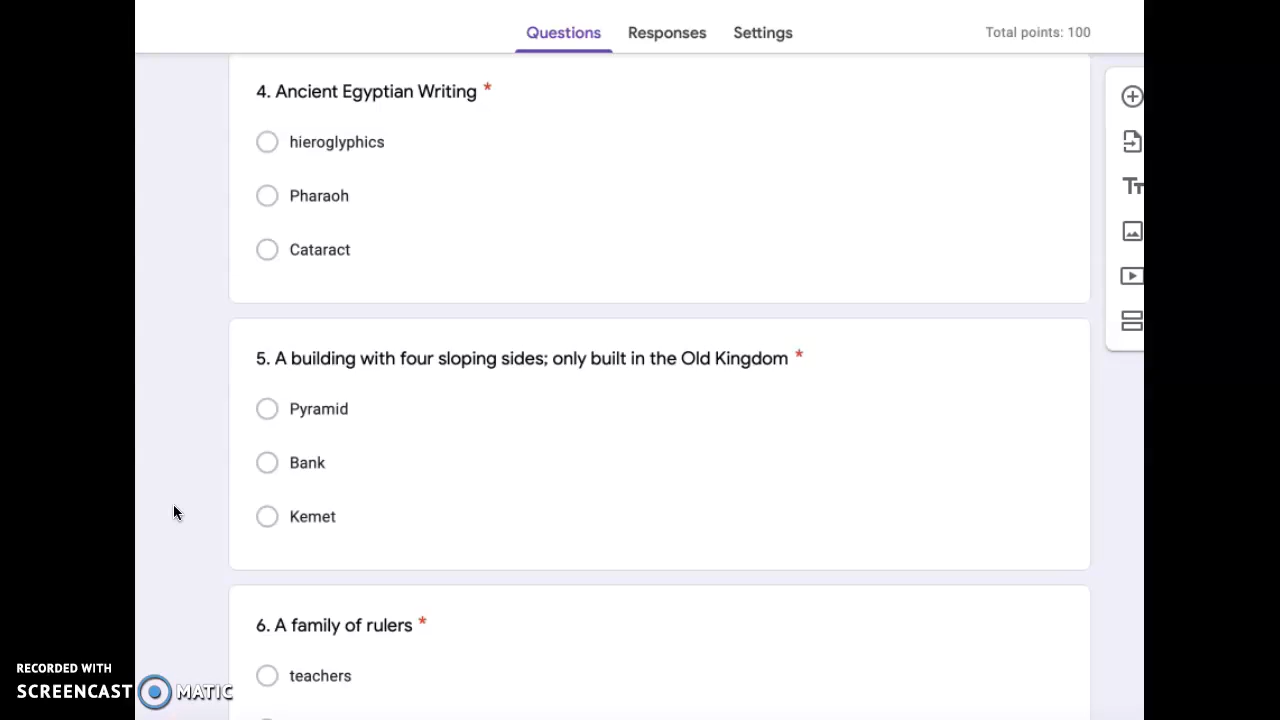 Questions Responses Settings Total points: 100
4. Ancient Egyptian Writing *
hieroglyphics
Pharaoh
Cataract
5. A building with four sloping sides; only built in the Old Kingdom *
Pyramid
Bank
Kemet
6. A family of rulers *
teachers
RECORDED WITH
SCREENCAST MATIC